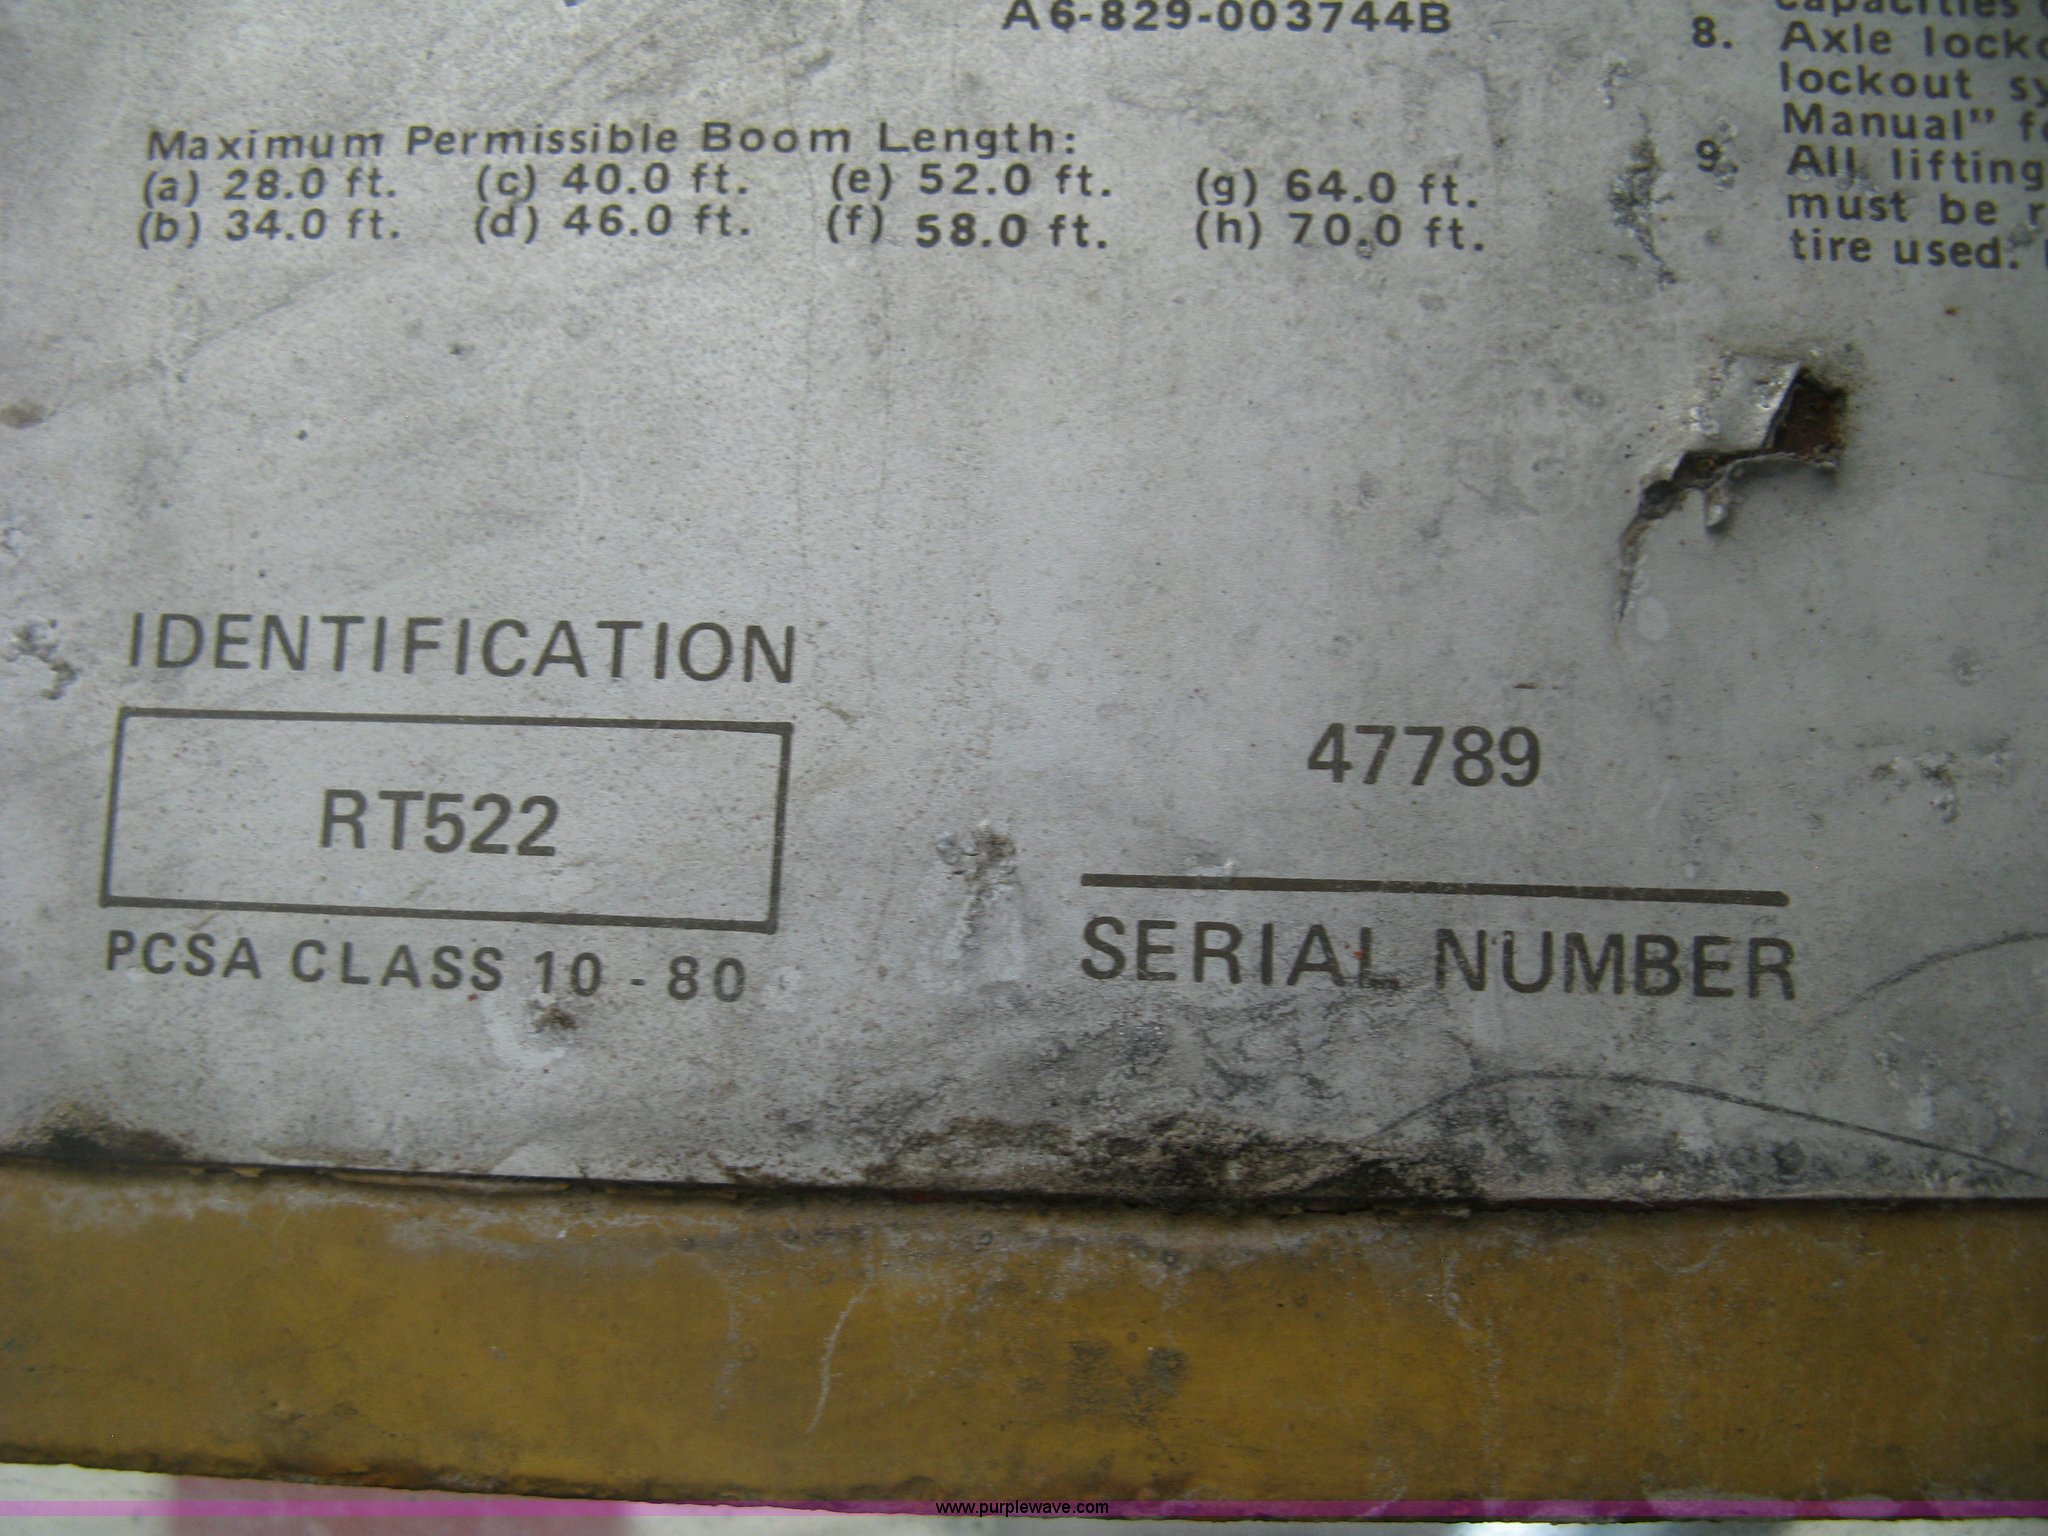 A6-829-003744B
Maximum Permissible Boom Length:
(a) 28.0 ft. (c) 40.0 ft. (e) 52.0 ft. (g) 64.0 ft.
(b) 34.0 ft. (d) 46.0 ft. (f) 58.0 ft. (h) 70.0 ft.
capacities
8. Axle
lockout
Manual"
9. All lifting
must be
tire used.
IDENTIFICATION
RT522
PCSA CLASS 10 - 80
47789
SERIAL NUMBER
www.purplewave.com